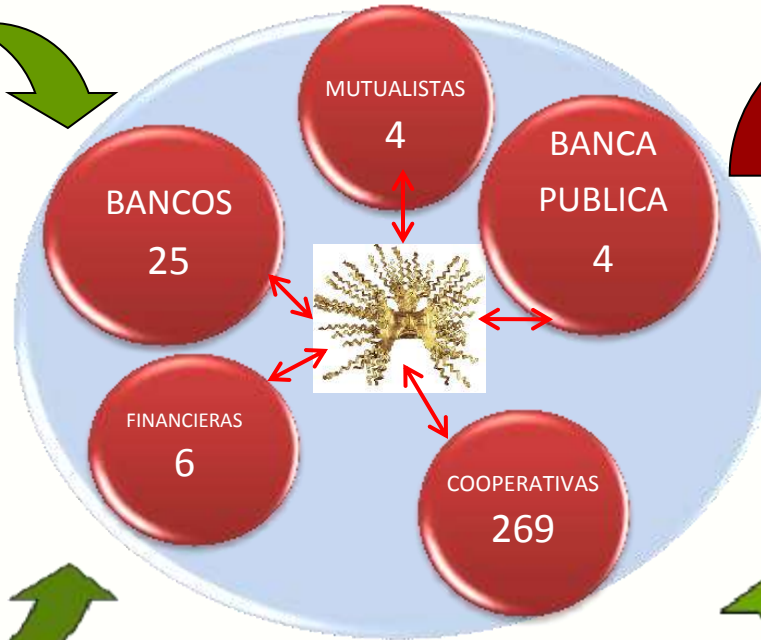 MUTUALISTAS
4
BANCA
PUBLICA
4
BANCOS
25
FINANCIERAS
6
COOPERATIVAS
269